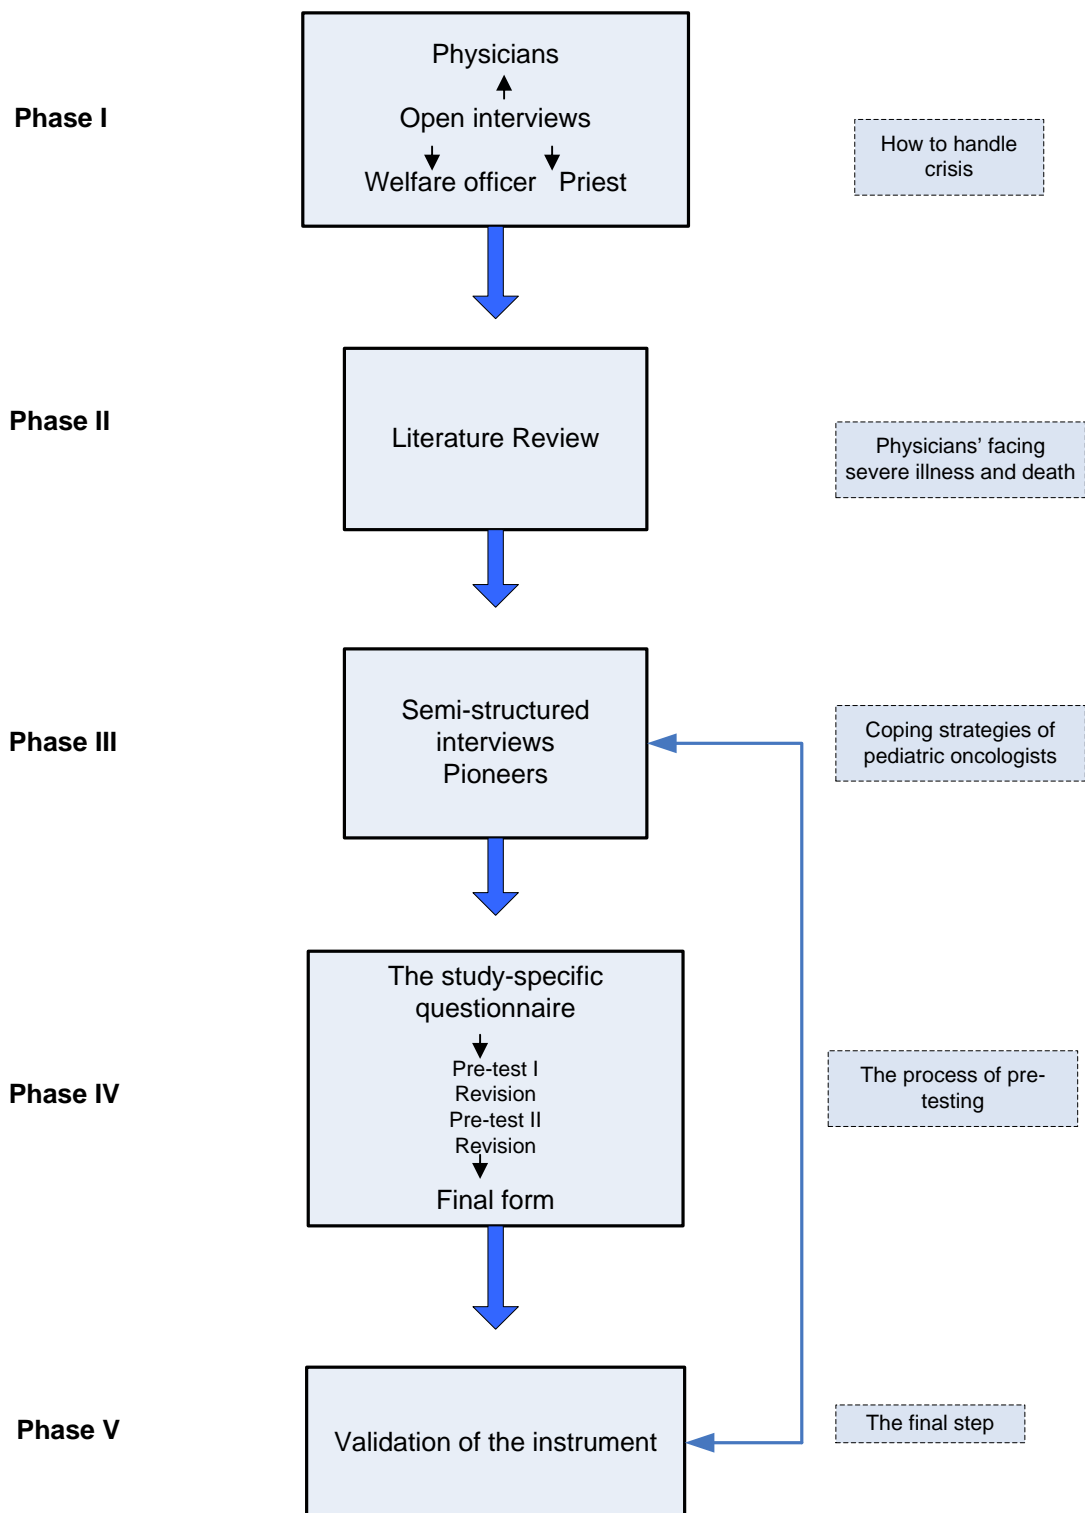 Phase I
Physicians
Open interviews
Welfare officer Priest
How to handle
crisis
Phase II
Literature Review
Physicians’ facing
severe illness and death
Phase III
Semi-structured
interviews
Pioneers
Coping strategies of
pediatric oncologists
Phase IV
The study-specific
questionnaire
Pre-test I
Revision
Pre-test II
Revision
Final form
The process of pre-
testing
Phase V
Validation of the instrument
The final step